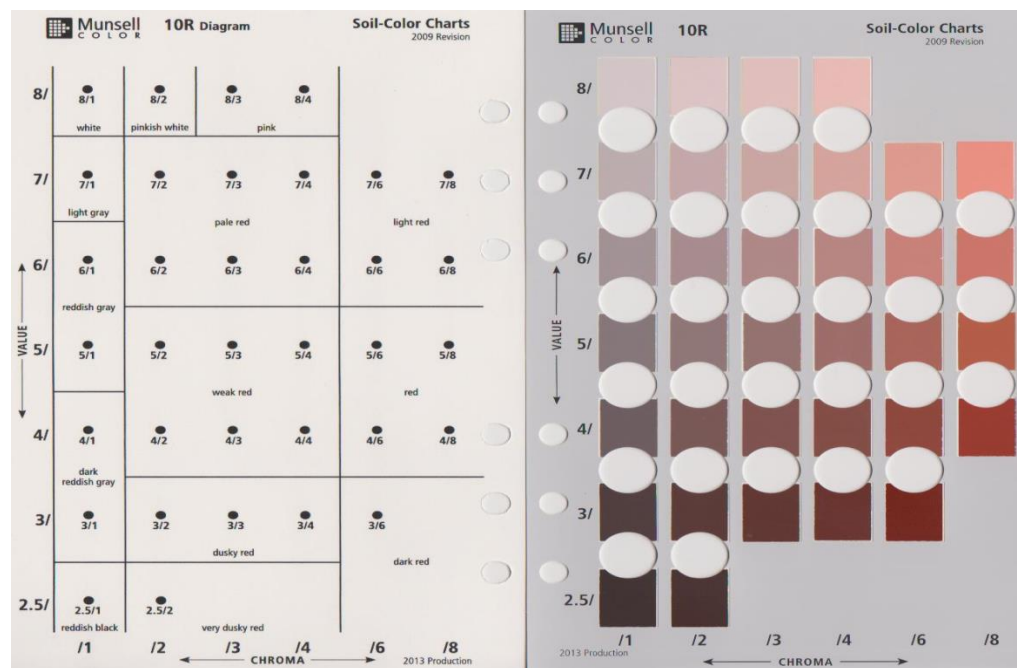 Munsell
COLOR
10R Diagram
Soil-Color Charts
2009 Revision
8/
8/1 8/2 8/3 8/4
white pinkish white pink
7/
7/1 7/2 7/3 7/4 7/6 7/8
light gray pale red light red
6/
6/1 6/2 6/3 6/4 6/6 6/8
reddish gray
VALUE
5/
5/1 5/2 5/3 5/4 5/6 5/8
weak red red
4/
4/1 4/2 4/3 4/4 4/6 4/8
dark
reddish gray
3/
3/1 3/2 3/3 3/4 3/6
dusky red dark red
2.5/
2.5/1 2.5/2
reddish black very dusky red
/1 /2 /3 /4 /6 /8
CHROMA
2013 Production
Munsell
COLOR
10R
Soil-Color Charts
2009 Revision
8/
7/
6/
VALUE
5/
4/
3/
2.5/
/1 /2 /3 /4 /6 /8
2013 Production
CHROMA